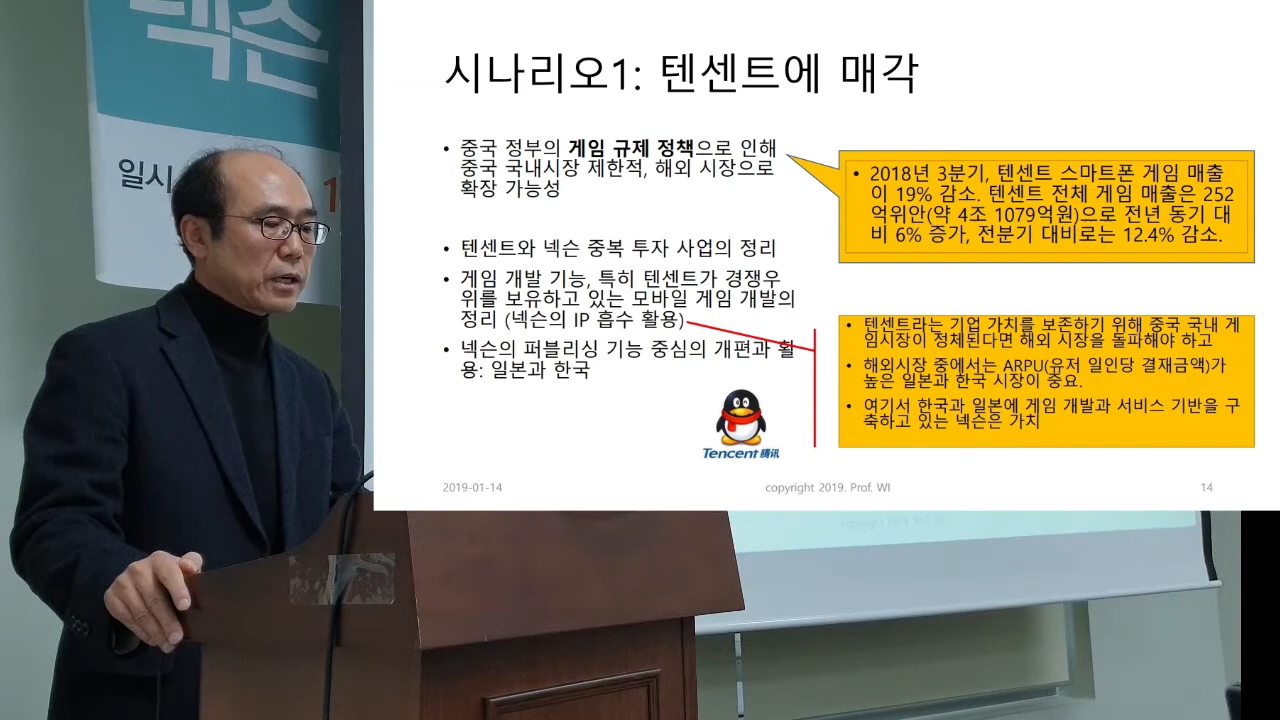 넥슨
일시
1
시나리오1: 텐센트에 매각
• 중국 정부의 게임 규제 정책으로 인해
중국 국내시장 제한적, 해외 시장으로
확장 가능성
• 텐센트와 넥슨 중복 투자 사업의 정리
• 게임 개발 기능, 특히 텐센트가 경쟁우
위를 보유하고 있는 모바일 게임 개발의
정리 (넥슨의 IP 흡수 활용)
• 넥슨의 퍼블리싱 기능 중심의 개편과 활
용: 일본과 한국
• 2018년 3분기, 텐센트 스마트폰 게임 매출
이 19% 감소. 텐센트 전체 게임 매출은 252
억위안(약 4조 1079억원)으로 전년 동기 대
비 6% 증가, 전분기 대비로는 12.4% 감소.
• 텐센트라는 기업 가치를 보존하기 위해 중국 국내 게
임시장이 정체된다면 해외 시장을 돌파해야 하고
• 해외시장 중에서는 ARPU(유저 일인당 결재금액)가
높은 일본과 한국 시장이 중요.
• 여기서 한국과 일본에 게임 개발과 서비스 기반을 구
축하고 있는 넥슨은 가치
Tencent 腾讯
2019-01-14
copyright 2019. Prof. WI
14